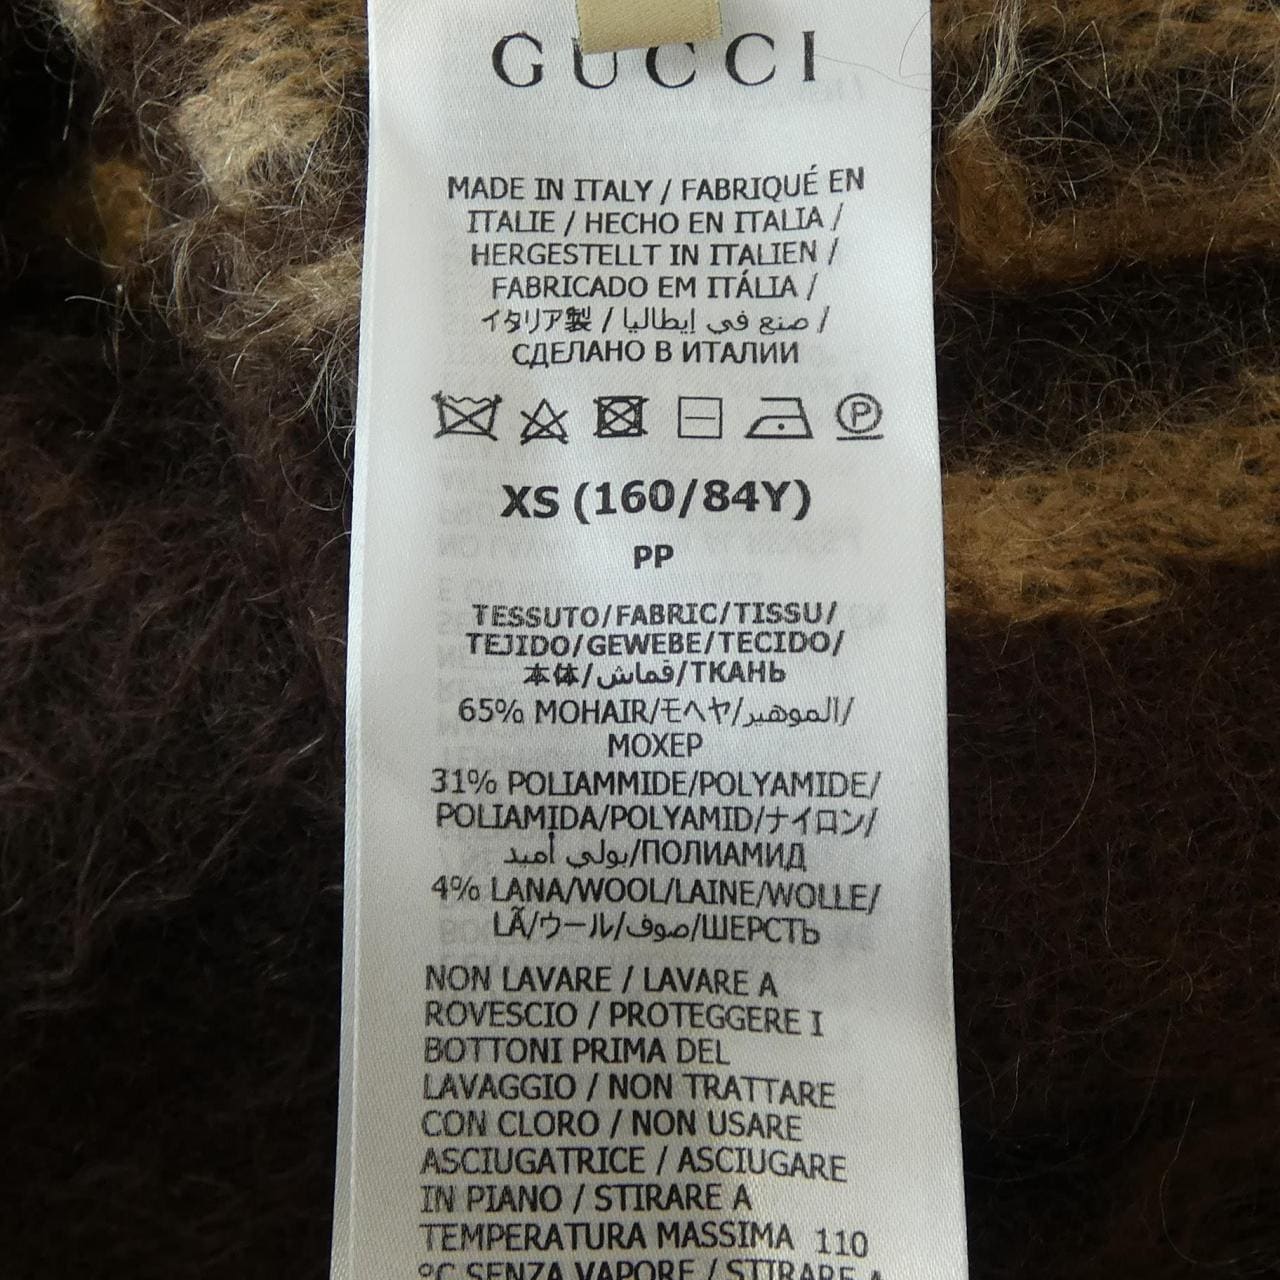 GUCCI
MADE IN ITALY / FABRIQUÉ EN
ITALIE / HECHO EN ITALIA /
HERGESTELLT IN ITALIEN /
FABRICADO EM ITÁLIA /
イタリア製 / صنع في إيطاليا /
СДЕЛАНО В ИТАЛИИ
P
XS (160/84Y)
PP
TESSUTO/FABRIC/TISSU/
TEJIDO/GEWEBE/TECIDO/
本体/قماش/ТКАНЬ
65% MOHAIR/モヘヤ/الموهير/
МОХЕР
31% POLIAMMIDE/POLYAMIDE/
POLIAMIDA/POLYAMID/ナイロン/
بولي أميد/ПОЛИАМИД
4% LANA/WOOL/LAINE/WOLLE/
LÃ/ウール/صوف/ШЕРСТЬ
NON LAVARE / LAVARE A
ROVESCIO / PROTEGGERE I
BOTTONI PRIMA DEL
LAVAGGIO / NON TRATTARE
CON CLORO / NON USARE
ASCIUGATRICE / ASCIUGARE
IN PIANO / STIRARE A
TEMPERATURA MASSIMA 110
°C SENZA VAPORE / STIRARE A